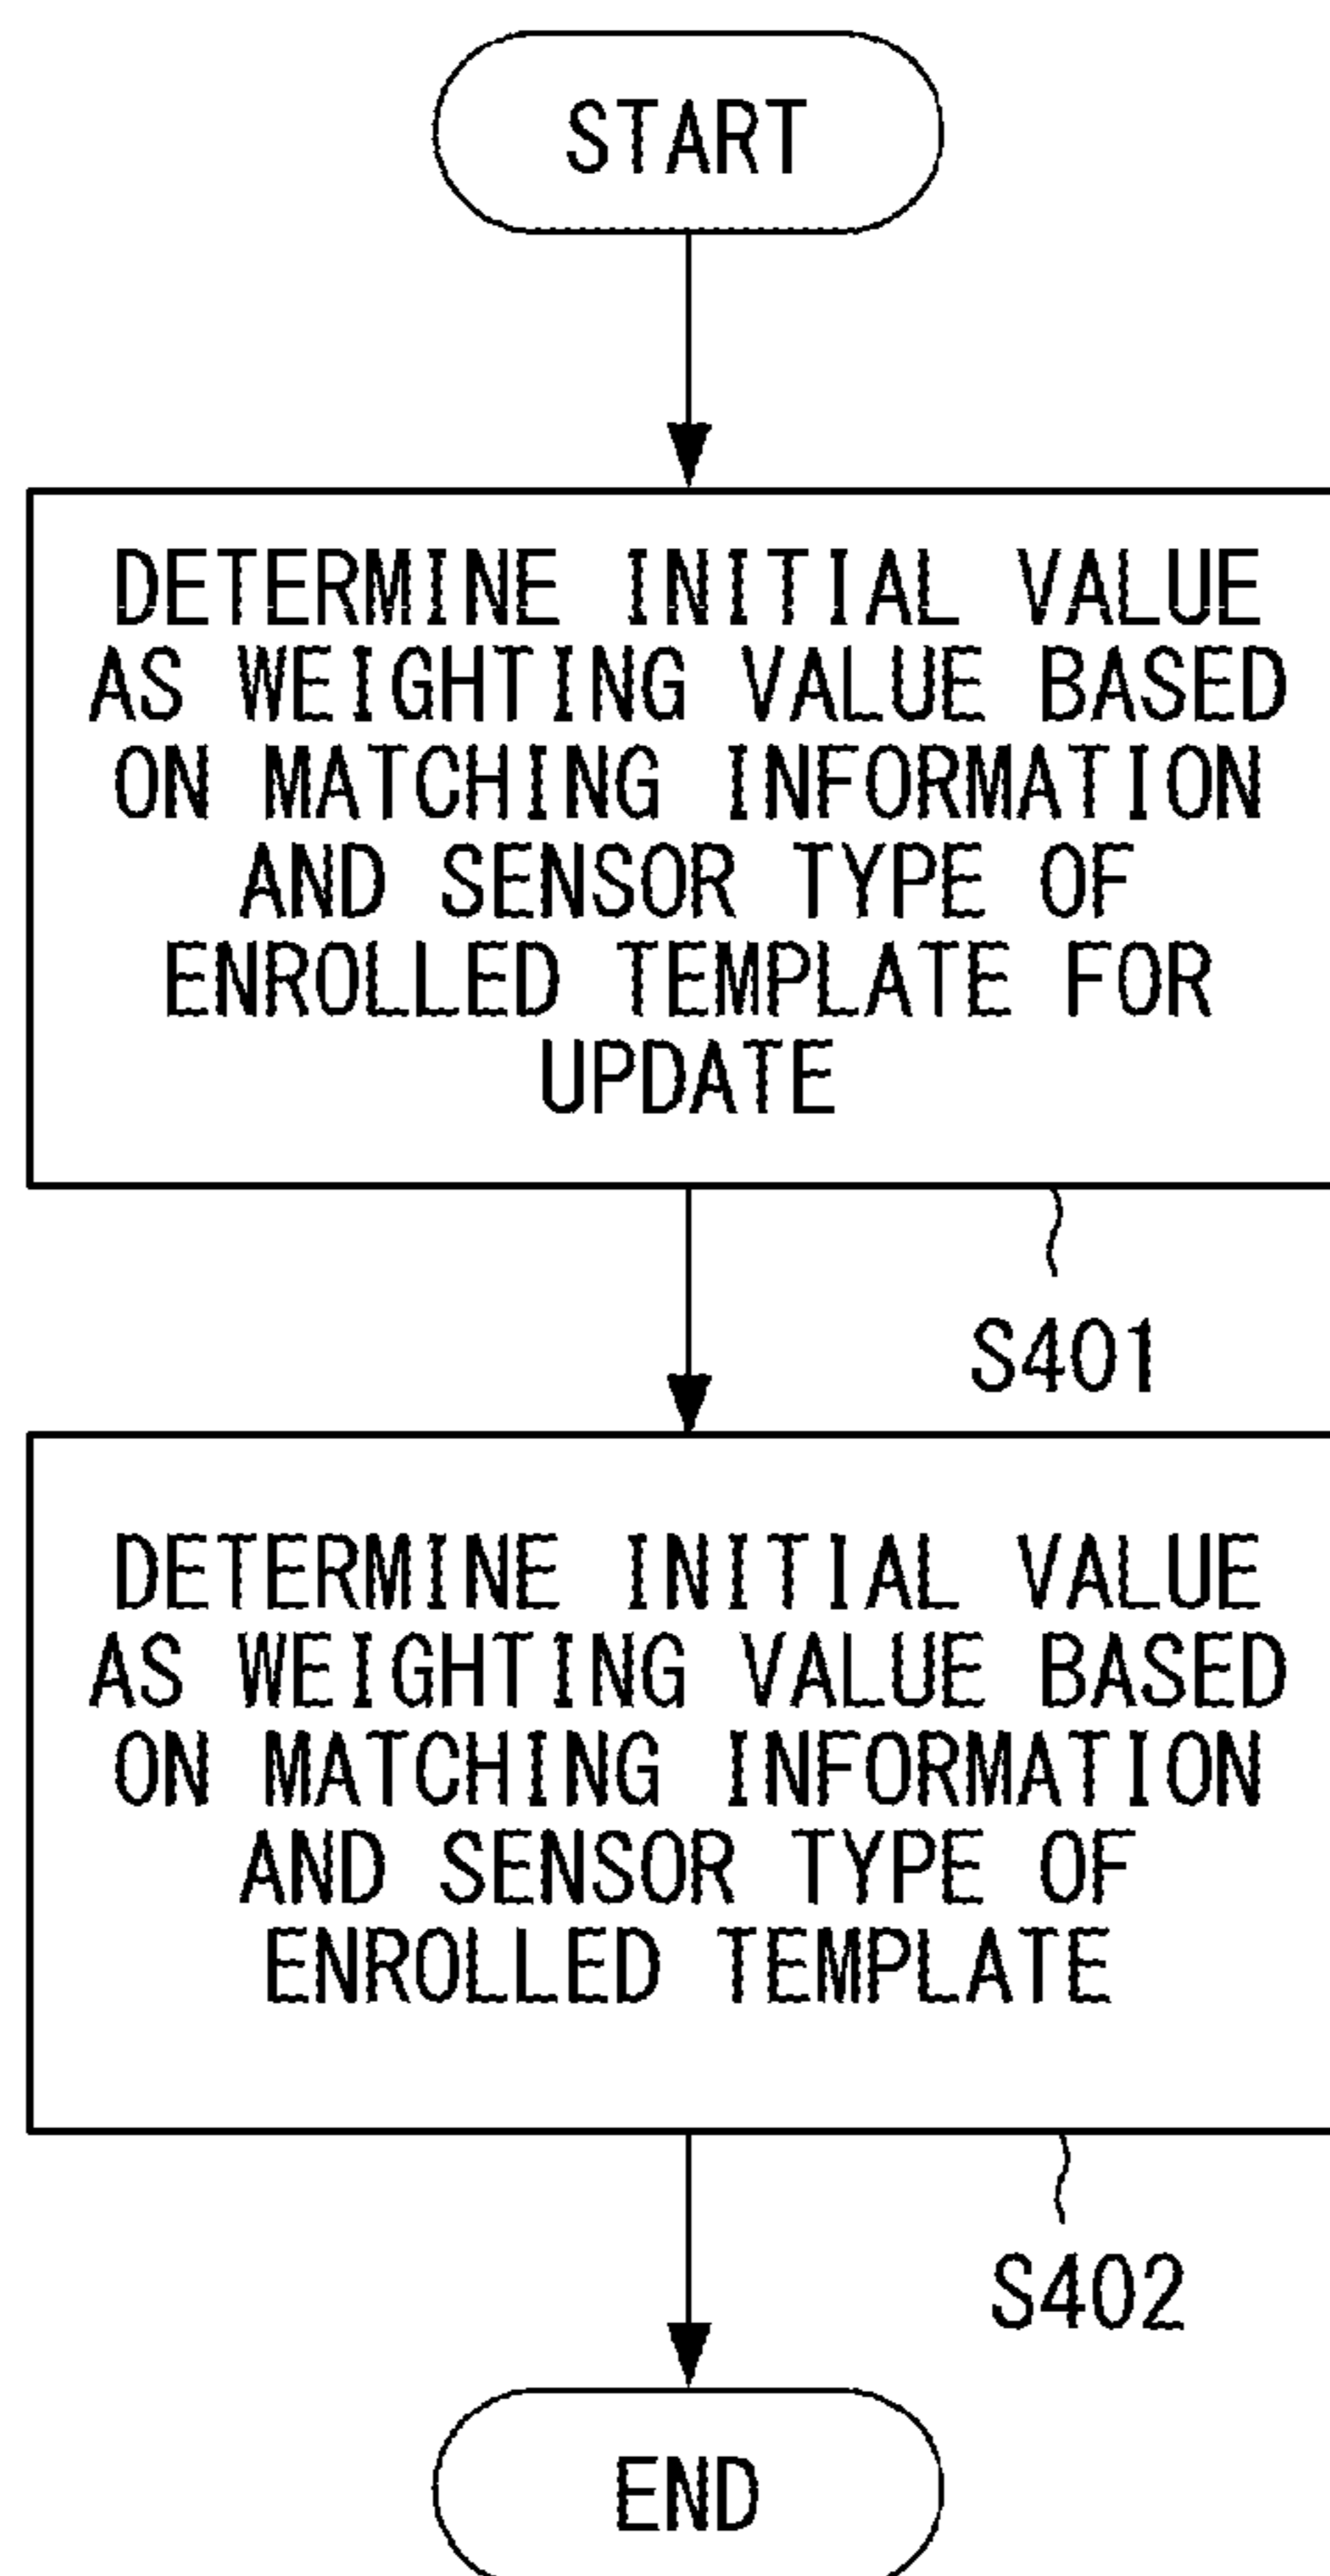 START
DETERMINE INITIAL VALUE
AS WEIGHTING VALUE BASED
ON MATCHING INFORMATION
AND SENSOR TYPE OF
ENROLLED TEMPLATE FOR
UPDATE
S401
DETERMINE INITIAL VALUE
AS WEIGHTING VALUE BASED
ON MATCHING INFORMATION
AND SENSOR TYPE OF
ENROLLED TEMPLATE
S402
END